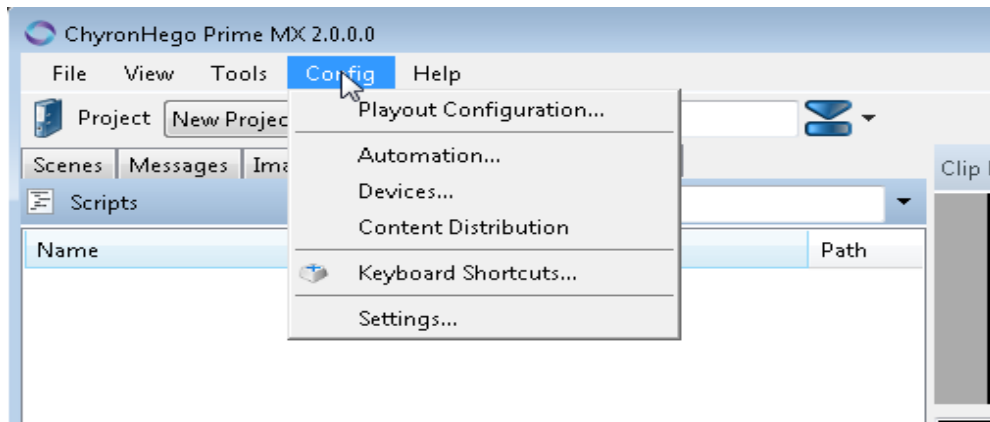 ChyronHego Prime MX 2.0.0.0
File View Tools Config Help
Project New Projec
Playout Configuration...
Scenes Messages Ima
Automation...
Clip
Scripts
Devices...
Content Distribution
Name Path
Keyboard Shortcuts...
Settings...